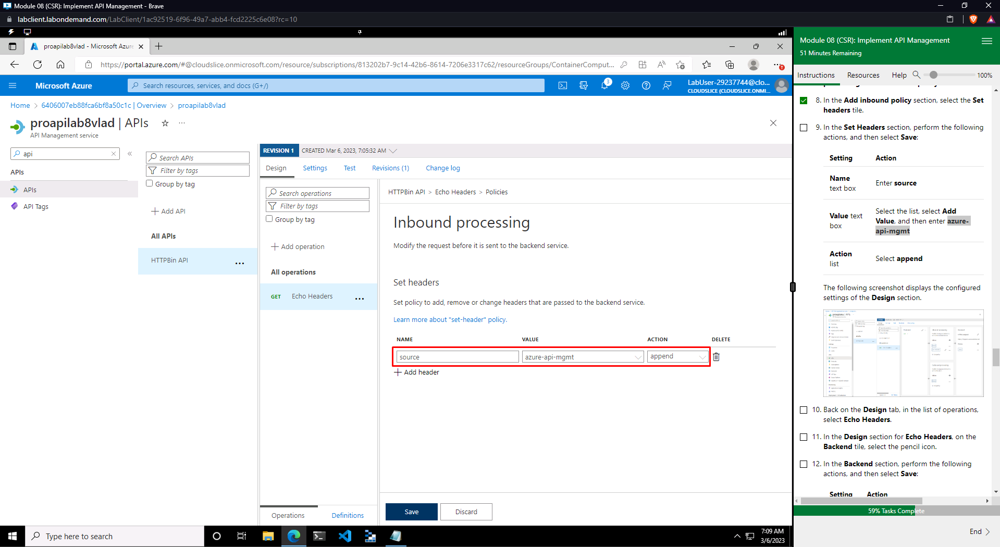 Module 08 (CSR): Implement API Management - Brave
labclient.labondemand.com/LabClient/1ac92519-6f96-49a7-abb4-fcd2225c6e08?rc=10
proapilab8vlad - Microsoft Azure
https://portal.azure.com/#@cloudslice.onmicrosoft.com/resource/subscriptions/813202b7-9c14-42b6-8614-7206e3317c62/resourceGroups/ContainerComput...
Microsoft Azure
Search resources, services, and docs (G+/)
3
LabUser-29237744@clo...
CLOUDSLICE (CLOUDSLICE.ONMI...
Home > 6406007eb88fca6bf8a50c1c | Overview > proapilab8vlad
proapilab8vlad | APIs
API Management service
api
APIs
APIs
API Tags
Search APIs
Filter by tags
Group by tag
Add API
All APIs
HTTPBin API
REVISION 1
CREATED Mar 6, 2023, 7:05:32 AM
Design
Settings
Test
Revisions (1)
Change log
Search operations
Filter by tags
Group by tag
Add operation
All operations
GET Echo Headers
Operations
Definitions
HTTPBin API > Echo Headers > Policies
Inbound processing
Modify the request before it is sent to the backend service.
Set headers
Set policy to add, remove or change headers that are passed to the backend service.
Learn more about "set-header" policy.
NAME VALUE ACTION DELETE
source azure-api-mgmt append
Add header
Save
Discard
Module 08 (CSR): Implement API Management
51 Minutes Remaining
Instructions Resources Help 100%
8. In the Add inbound policy section, select the Set
headers tile.
9. In the Set Headers section, perform the following
actions, and then select Save:
Setting Action
Name
text box
Enter source
Value text
box
Select the list, select Add
Value, and then enter azure-
api-mgmt
Action
list
Select append
The following screenshot displays the configured
settings of the Design section.
10. Back on the Design tab, in the list of operations,
select Echo Headers.
11. In the Design section for Echo Headers, on the
Backend tile, select the pencil icon.
12. In the Backend section, perform the following
actions, and then select Save:
Setting Action
59% Tasks Complete
End
Type here to search
7:09 AM
3/6/2023